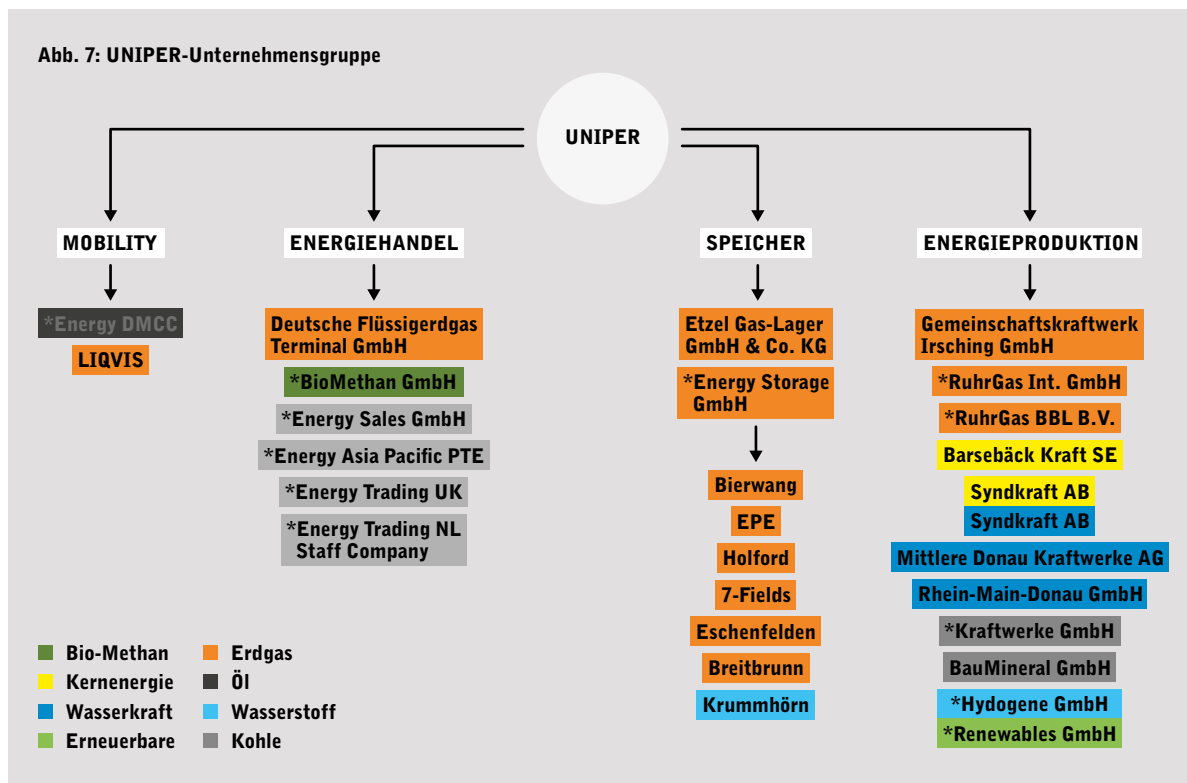 Abb. 7: UNIPER-Unternehmensgruppe
UNIPER
MOBILITY
*Energy DMCC
LIQVIS
ENERGIEHANDEL
Deutsche Flüssigerdgas
Terminal GmbH
*BioMethan GmbH
*Energy Sales GmbH
*Energy Asia Pacific PTE
*Energy Trading UK
*Energy Trading NL
Staff Company
SPEICHER
Etzel Gas-Lager
GmbH & Co. KG
*Energy Storage
GmbH
Bierwang
EPE
Holford
7-Fields
Eschenfelden
Breitbrunn
Krummhörn
ENERGIEPRODUKTION
Gemeinschaftskraftwerk
Irsching GmbH
*RuhrGas Int. GmbH
*RuhrGas BBL B.V.
Barsebäck Kraft SE
Syndkraft AB
Syndkraft AB
Mittlere Donau Kraftwerke AG
Rhein-Main-Donau GmbH
*Kraftwerke GmbH
BauMineral GmbH
*Hydogene GmbH
*Renewables GmbH
Bio-Methan
Kernenergie
Wasserkraft
Erneuerbare
Erdgas
Öl
Wasserstoff
Kohle